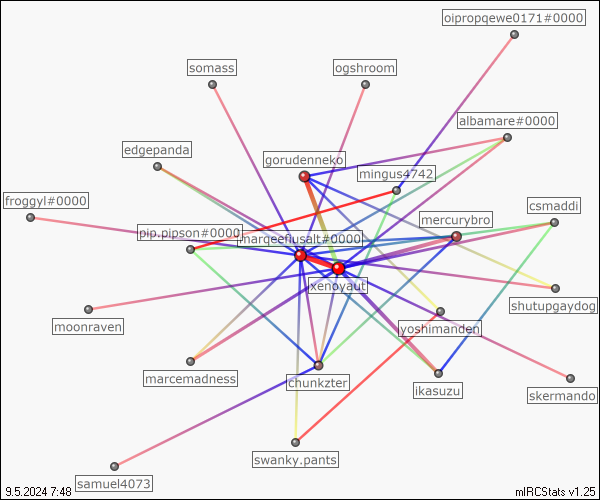 oipropqewe0171#0000
somass
ogshroom
albamare#0000
edgepanda
gorudenneko
mingus4742
froggyl#0000
csmaddi
mercurybro
pip.pipson#0000
marqeefiusalt#0000
xenoyaut
shutupgaydog
moonraven
yoshimanden
marcemadness
chunkzter
ikasuzu
skermando
swanky.pants
samuel4073
9.5.2024 7:48
mIRCStats v1.25